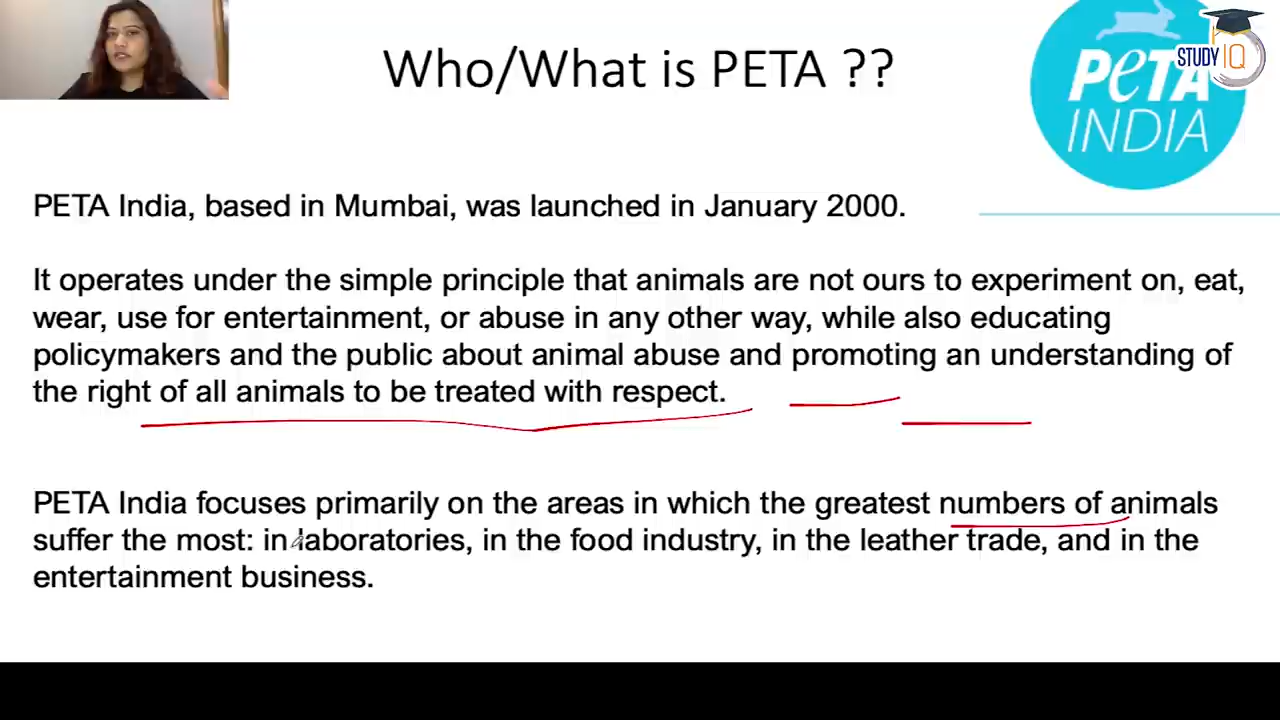 Who/What is PETA ??
PETA
INDIA
STUDY IQ
PETA India, based in Mumbai, was launched in January 2000.
It operates under the simple principle that animals are not ours to experiment on, eat,
wear, use for entertainment, or abuse in any other way, while also educating
policymakers and the public about animal abuse and promoting an understanding of
the right of all animals to be treated with respect.
PETA India focuses primarily on the areas in which the greatest numbers of animals
suffer the most: in laboratories, in the food industry, in the leather trade, and in the
entertainment business.